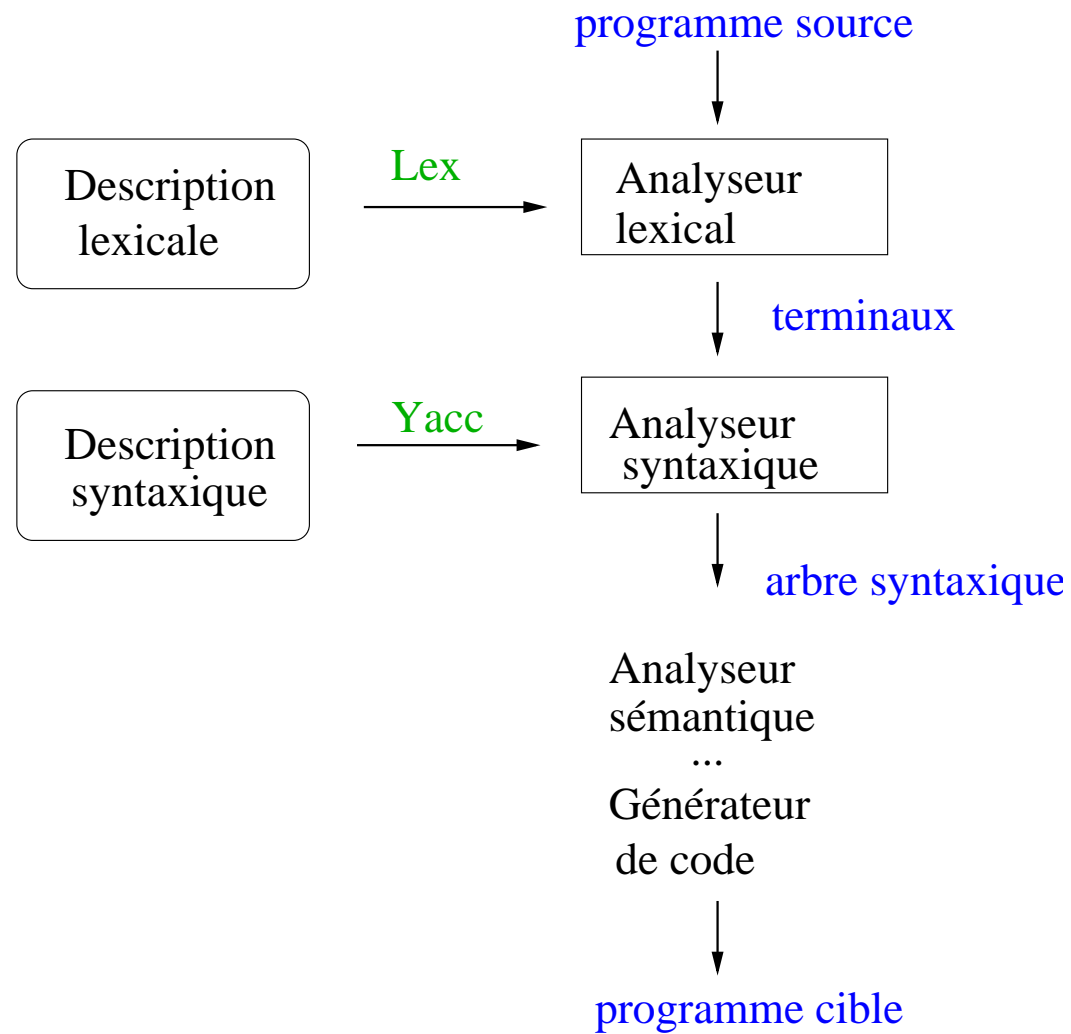 programme source
Description
lexicale
Lex
Analyseur
lexical
terminaux
Description
syntaxique
Yacc
Analyseur
syntaxique
arbre syntaxique
Analyseur
sémantique
...
Générateur
de code
programme cible